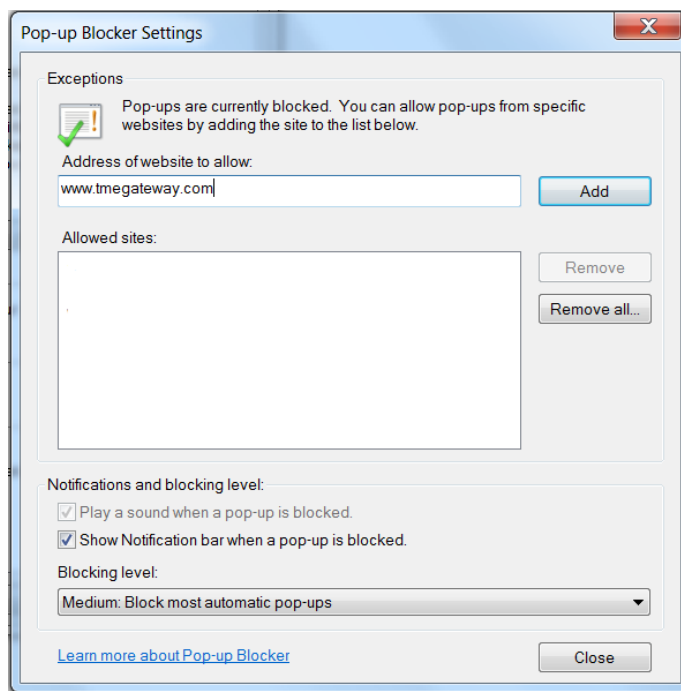 Pop-up Blocker Settings
Exceptions
Pop-ups are currently blocked. You can allow pop-ups from specific
websites by adding the site to the list below.
Address of website to allow:
www.tmegateway.com
Add
Allowed sites:
Remove
Remove all...
Notifications and blocking level:
Play a sound when a pop-up is blocked.
Show Notification bar when a pop-up is blocked.
Blocking level:
Medium: Block most automatic pop-ups
Learn more about Pop-up Blocker
Close